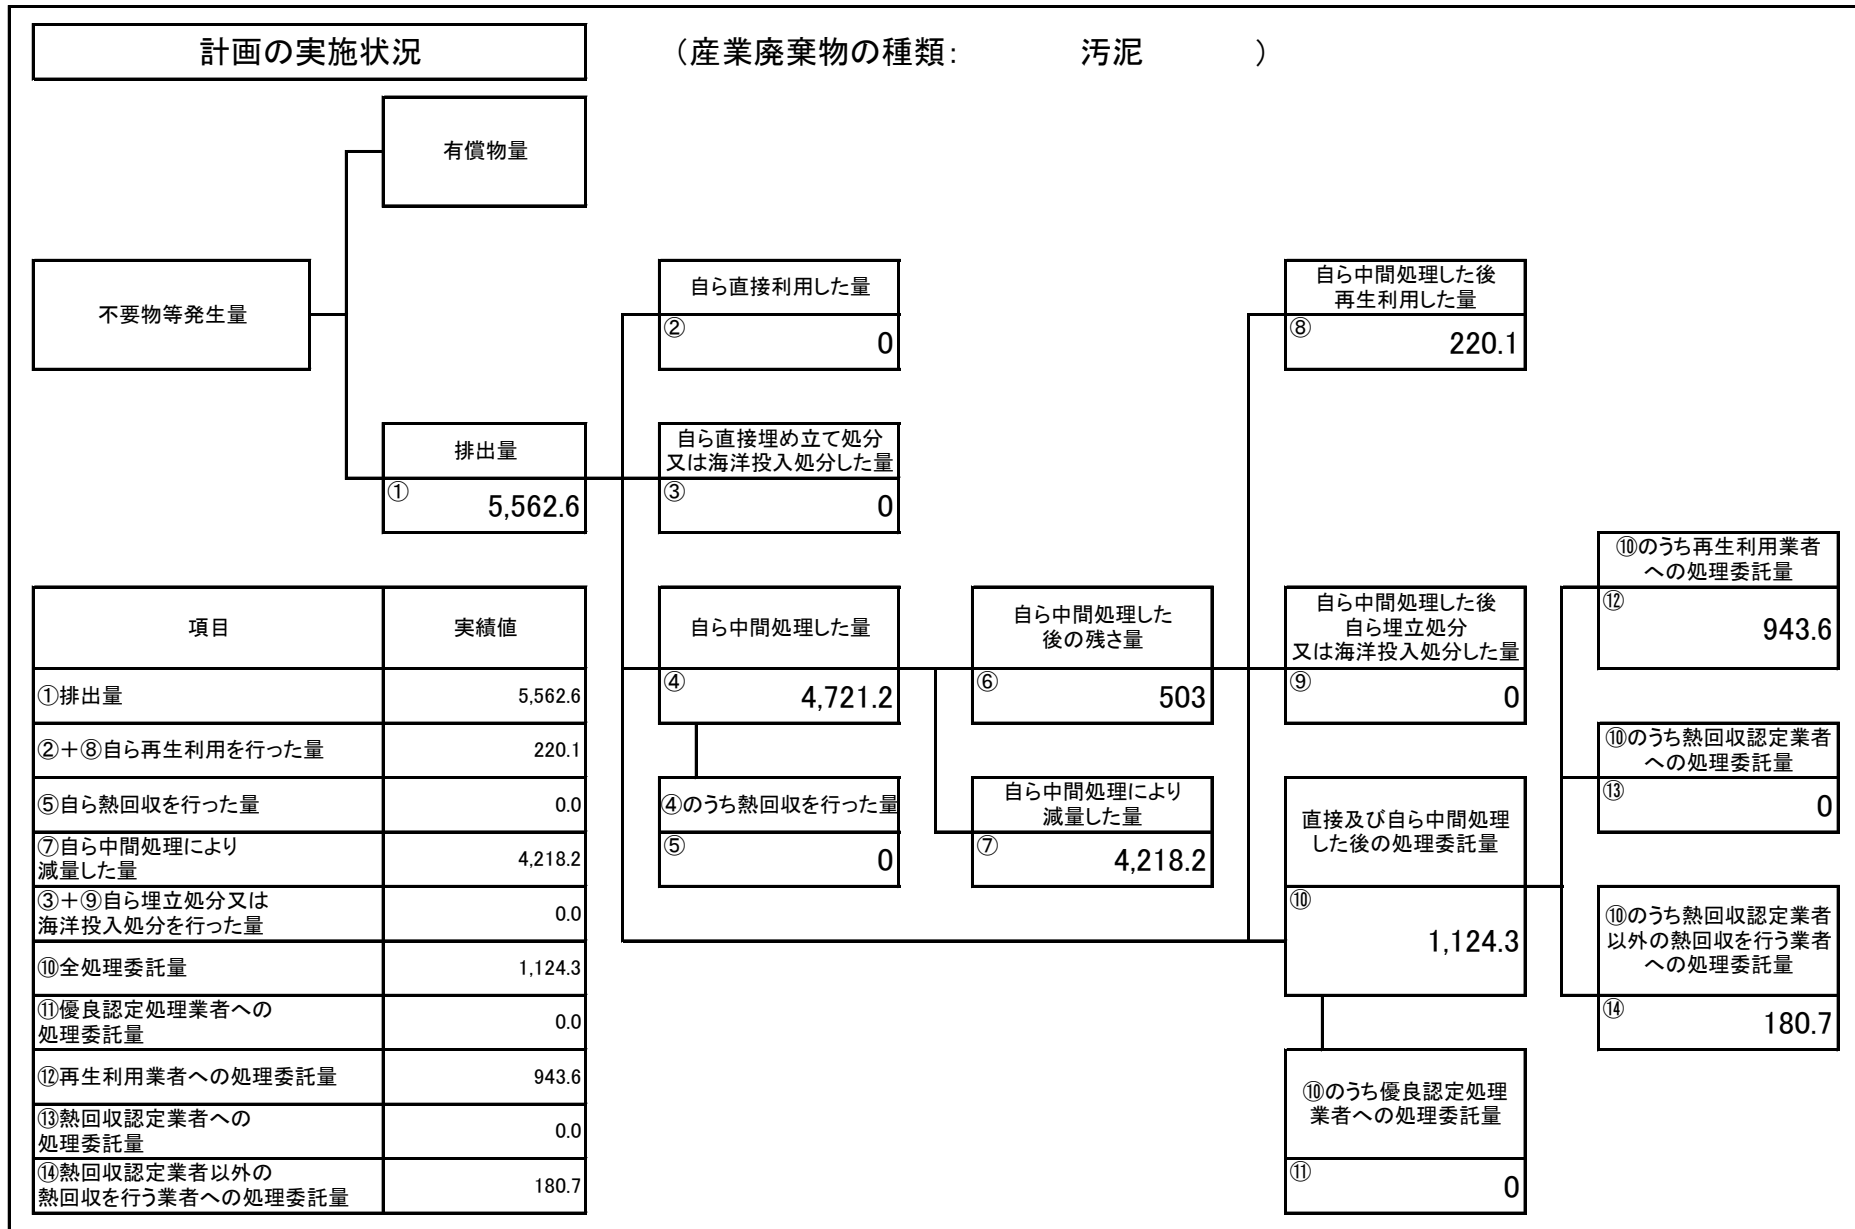 計画の実施状況
（産業廃棄物の種類： 汚泥 ）
有償物量
不要物等発生量
自ら直接利用した量
② 0
自ら中間処理した後
再生利用した量
⑧ 220.1
排出量
① 5,562.6
自ら直接埋め立て処分
又は海洋投入処分した量
③ 0
⑩のうち再生利用業者
への処理委託量
⑫ 943.6
自ら中間処理した量
④ 4,721.2
自ら中間処理した
後の残さ量
⑥ 503
自ら中間処理した後
自ら埋立処分
又は海洋投入処分した量
⑨ 0
⑩のうち熱回収認定業者
への処理委託量
⑬ 0
④のうち熱回収を行った量
⑤ 0
自ら中間処理により
減量した量
⑦ 4,218.2
直接及び自ら中間処理
した後の処理委託量
⑩ 1,124.3
⑩のうち熱回収認定業者
以外の熱回収を行う業者
への処理委託量
⑭ 180.7
⑩のうち優良認定処理
業者への処理委託量
⑪ 0
項目 実績値
①排出量 5,562.6
②＋⑧自ら再生利用を行った量 220.1
⑤自ら熱回収を行った量 0.0
⑦自ら中間処理により
減量した量 4,218.2
③＋⑨自ら埋立処分又は
海洋投入処分を行った量 0.0
⑩全処理委託量 1,124.3
⑪優良認定処理業者への
処理委託量 0.0
⑫再生利用業者への処理委託量 943.6
⑬熱回収認定業者への
処理委託量 0.0
⑭熱回収認定業者以外の
熱回収を行う業者への処理委託量 180.7